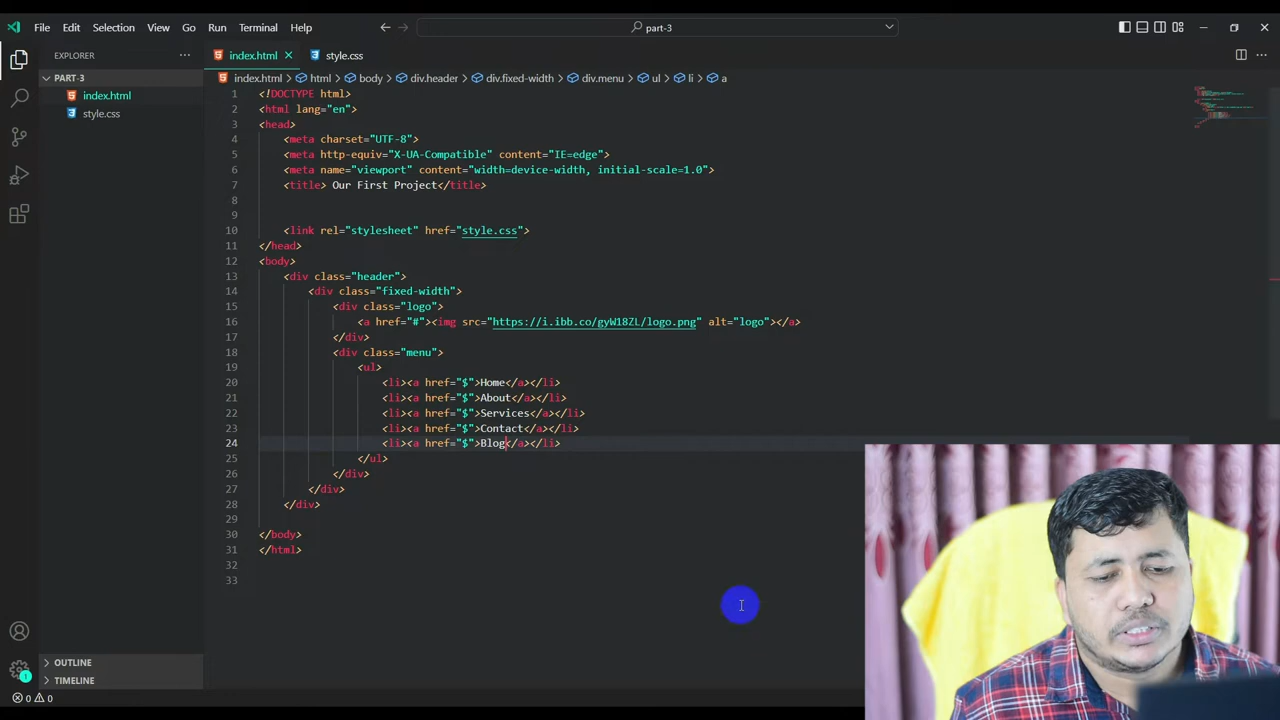 File Edit Selection View Go Run Terminal Help
part-3
EXPLORER
PART-3
index.html
style.css
index.html
style.css
index.html > html > body > div.header > div.fixed-width > div.menu > ul > li > a
1 <!DOCTYPE html>
2 <html lang="en">
3 <head>
4 <meta charset="UTF-8">
5 <meta http-equiv="X-UA-Compatible" content="IE=edge">
6 <meta name="viewport" content="width=device-width, initial-scale=1.0">
7 <title> Our First Project</title>
8
9
10 <link rel="stylesheet" href="style.css">
11 </head>
12 <body>
13 <div class="header">
14 <div class="fixed-width">
15 <div class="logo">
16 <a href="#"><img src="https://i.ibb.co/gyW18ZL/logo.png" alt="logo"></a>
17 </div>
18 <div class="menu">
19 <ul>
20 <li><a href="$">Home</a></li>
21 <li><a href="$">About</a></li>
22 <li><a href="$">Services</a></li>
23 <li><a href="$">Contact</a></li>
24 <li><a href="$">Blog</a></li>
25 </ul>
26 </div>
27 </div>
28 </div>
29
30 </body>
31 </html>
32
33
OUTLINE
TIMELINE
1
0 0